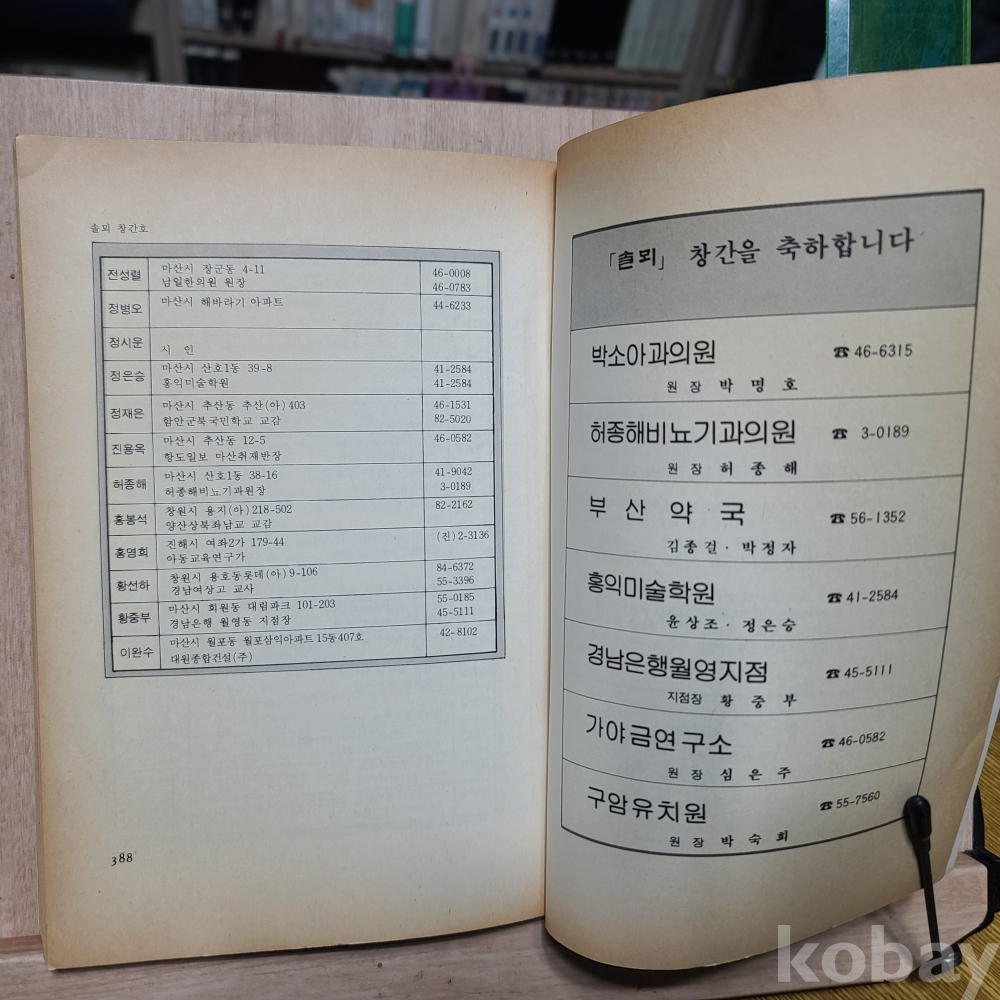 솔뫼 창간호
전성렬 마산시 장군동 4-11 46-0008
남일한의원 원장 46-0783
정병오 마산시 해바라기 아파트 44-6233
정시운
시 인
정은승 마산시 산호1동 39-8 41-2584
홍익미술학원 41-2584
정재은 마산시 추산동 추산(아) 403 46-1531
함안군북국민학교 교감 82-5020
진용옥 마산시 추산동 12-5 46-0582
항도일보 마산취재반장
허종해 마산시 산호1동 38-16 41-9042
허종해비뇨기과원장 3-0189
홍봉석 창원시 용지(아) 218-502 82-2162
양산상북좌남교 교감
홍영희 진해시 여좌2가 179-44 (진) 2-3136
아동교육연구가
황선하 창원시 용호동롯데(아) 9-106 84-6372
경남여상고 교사 55-3396
황중부 마산시 회원동 대림파크 101-203 55-0185
경남은행 월영동 지점장 45-5111
이완수 마산시 월포동 월포삼익아파트 15동407호 42-8102
대원종합건설(주)
388
「솔뫼」 창간을 축하합니다
박소아과의원 ☎ 46-6315
원 장 박 명 호
허종해비뇨기과의원 ☎ 3-0189
원 장 허 종 해
부 산 약 국 ☎ 56-1352
김종걸·박정자
홍익미술학원 ☎ 41-2584
윤상조·정은승
경남은행월영지점 ☎ 45-5111
지점장 황 중 부
가야금연구소 ☎ 46-0582
원 장 심 은 주
구암유치원 ☎ 55-7560
원 장 박 숙 희
kobay